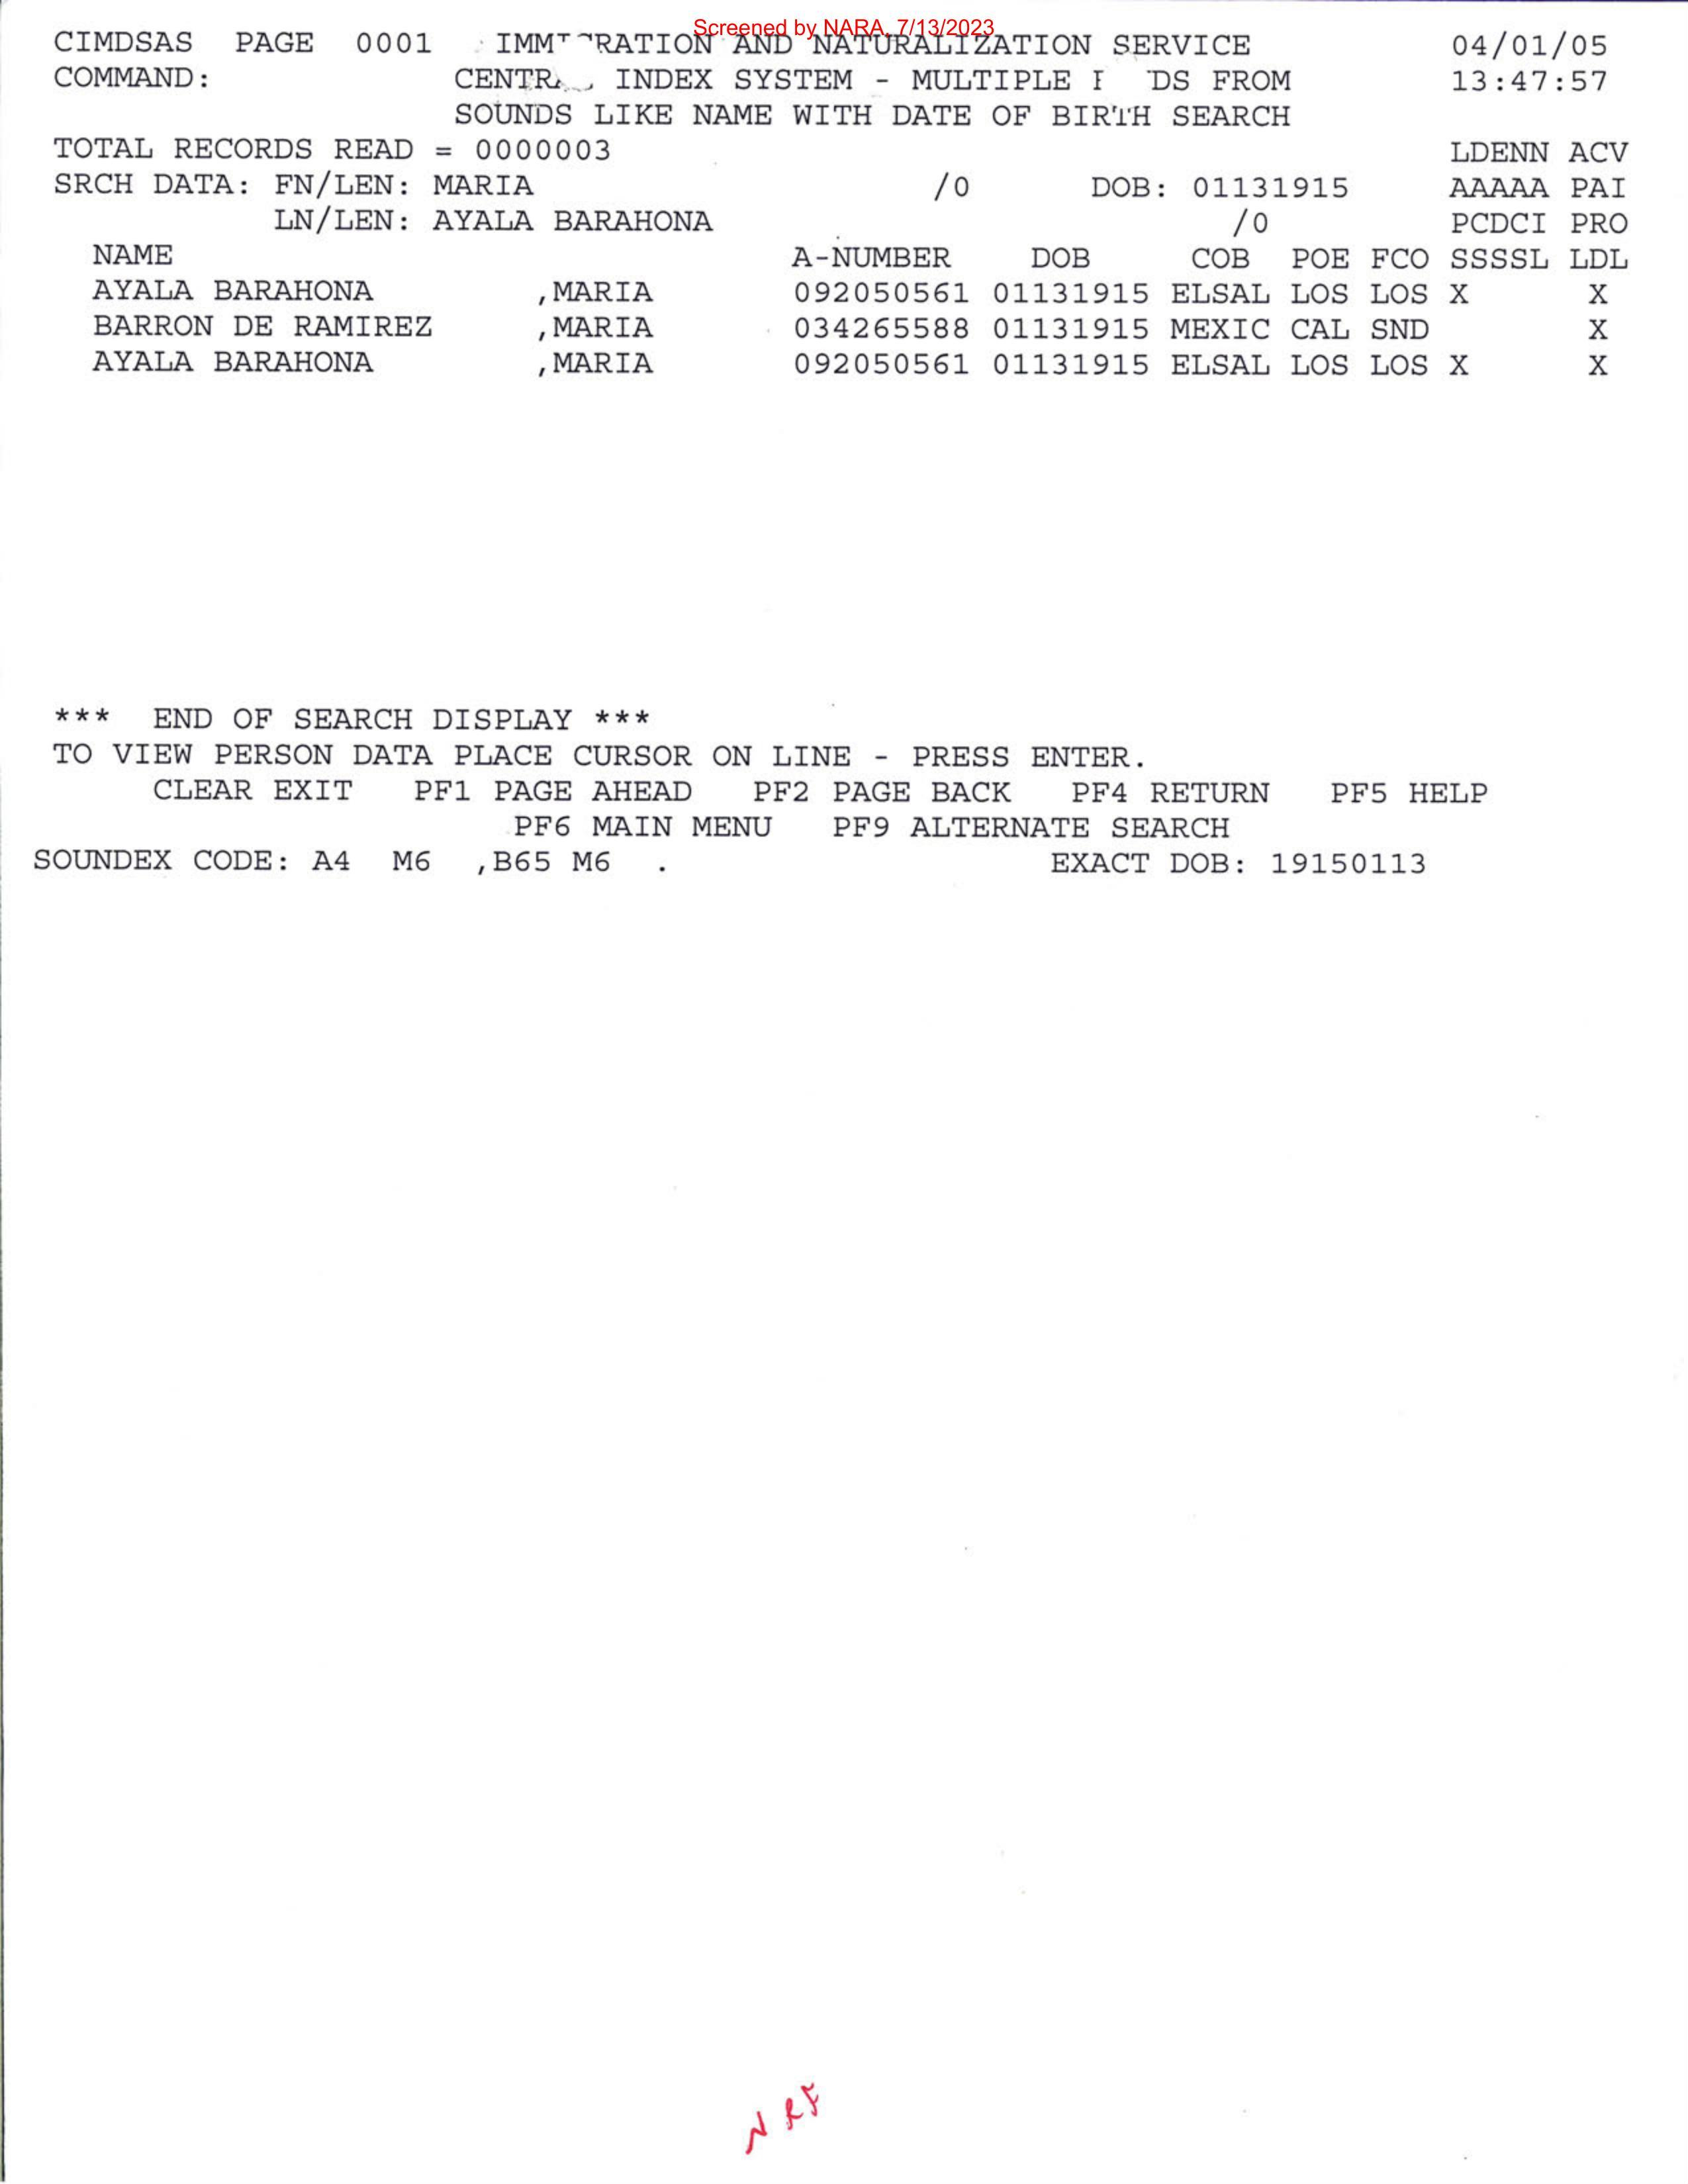 Screened by NARA, 7/13/2023
CIMDSAS PAGE 0001 IMMIGRATION AND NATURALIZATION SERVICE 04/01/05
COMMAND: CENTRAL INDEX SYSTEM - MULTIPLE DS FROM 13:47:57
SOUNDS LIKE NAME WITH DATE OF BIRTH SEARCH
TOTAL RECORDS READ = 0000003 LDENN ACV
SRCH DATA: FN/LEN: MARIA /0 DOB: 01131915 AAAAA PAI
LN/LEN: AYALA BARAHONA /0 PCDCI PRO
NAME A-NUMBER DOB COB POE FCO SSSSL LDL
AYALA BARAHONA ,MARIA 092050561 01131915 ELSAL LOS LOS X X
BARRON DE RAMIREZ ,MARIA 034265588 01131915 MEXIC CAL SND X
AYALA BARAHONA ,MARIA 092050561 01131915 ELSAL LOS LOS X X
*** END OF SEARCH DISPLAY ***
TO VIEW PERSON DATA PLACE CURSOR ON LINE - PRESS ENTER.
CLEAR EXIT PF1 PAGE AHEAD PF2 PAGE BACK PF4 RETURN PF5 HELP
PF6 MAIN MENU PF9 ALTERNATE SEARCH
SOUNDEX CODE: A4 M6 ,B65 M6 . EXACT DOB: 19150113
NRF